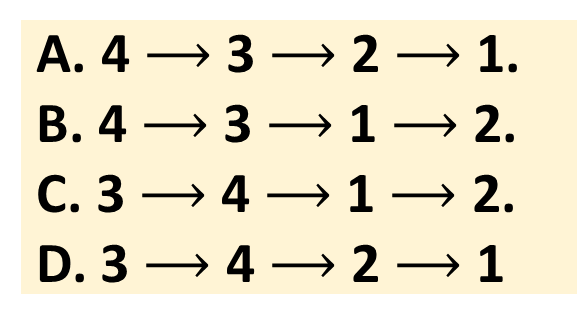 A. 4 ⟶ 3 ⟶ 2 ⟶ 1.
B. 4 ⟶ 3 ⟶ 1 ⟶ 2.
C. 3 ⟶ 4 ⟶ 1 ⟶ 2.
D. 3 ⟶ 4 ⟶ 2 ⟶ 1